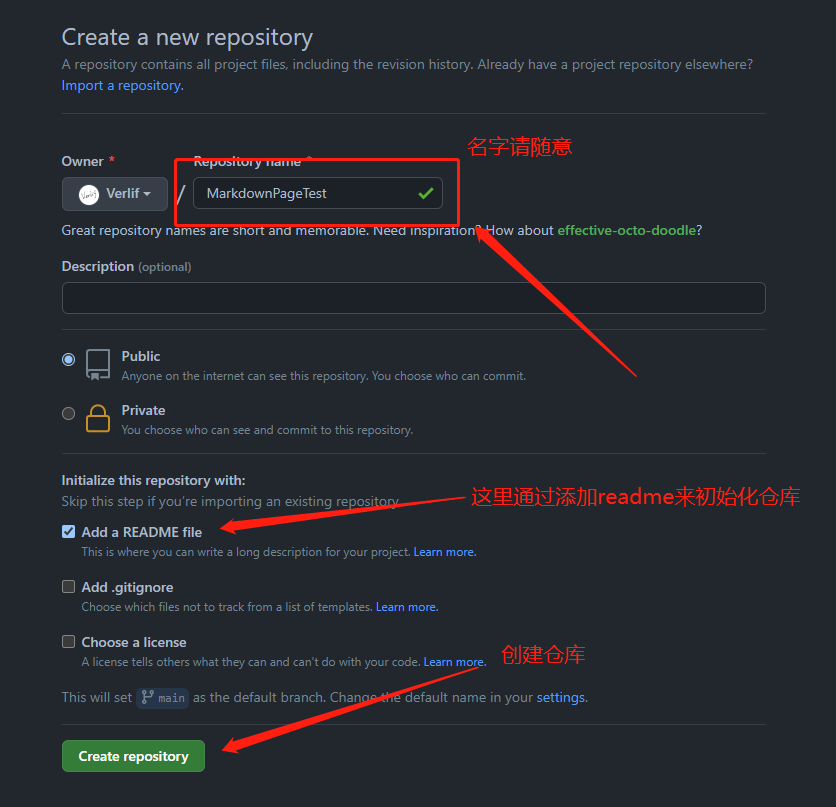 Create a new repository
A repository contains all project files, including the revision history. Already have a project repository elsewhere?
Import a repository.
名字请随意
Owner *
Repository name *
Verlif
/
MarkdownPageTest
Great repository names are short and memorable. Need inspiration? How about effective-octo-doodle?
Description (optional)
Public
Anyone on the internet can see this repository. You choose who can commit.
Private
You choose who can see and commit to this repository.
Initialize this repository with:
Skip this step if you're importing an existing repository.
这里通过添加readme来初始化仓库
Add a README file
This is where you can write a long description for your project. Learn more.
Add .gitignore
Choose which files not to track from a list of templates. Learn more.
Choose a license
A license tells others what they can and can't do with your code. Learn more.
创建仓库
This will set main as the default branch. Change the default name in your settings.
Create repository